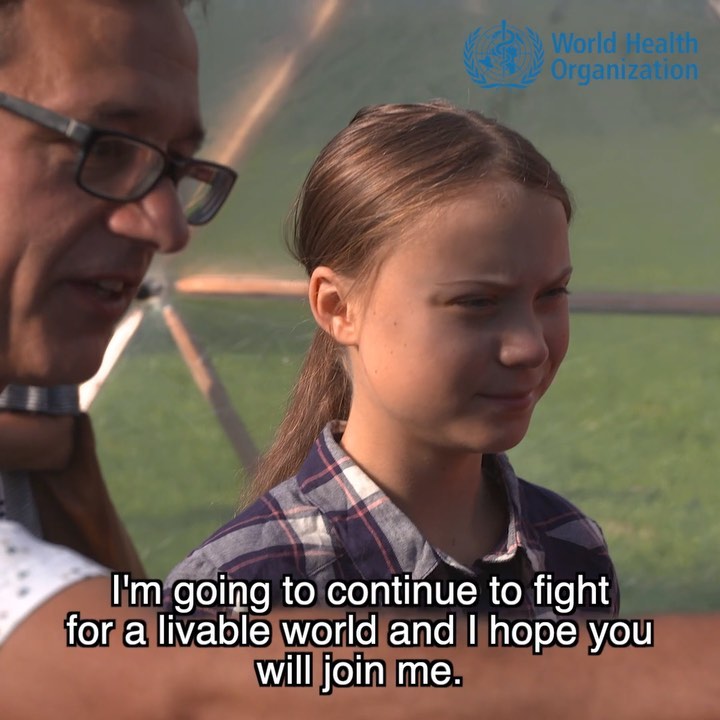 World Health
Organization
I'm going to continue to fight
for a livable world and I hope you
will join me.